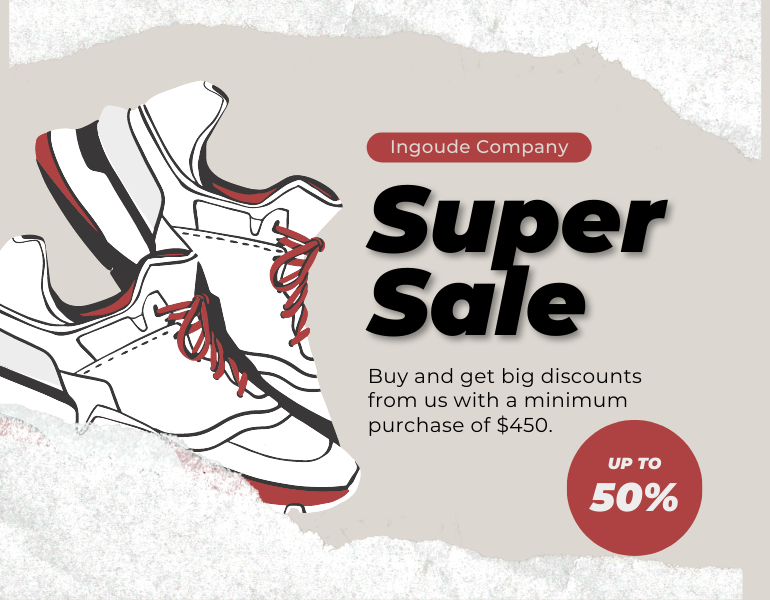 Ingoude Company
Super
Sale
Buy and get big discounts
from us with a minimum
purchase of $450.
UP TO
50%